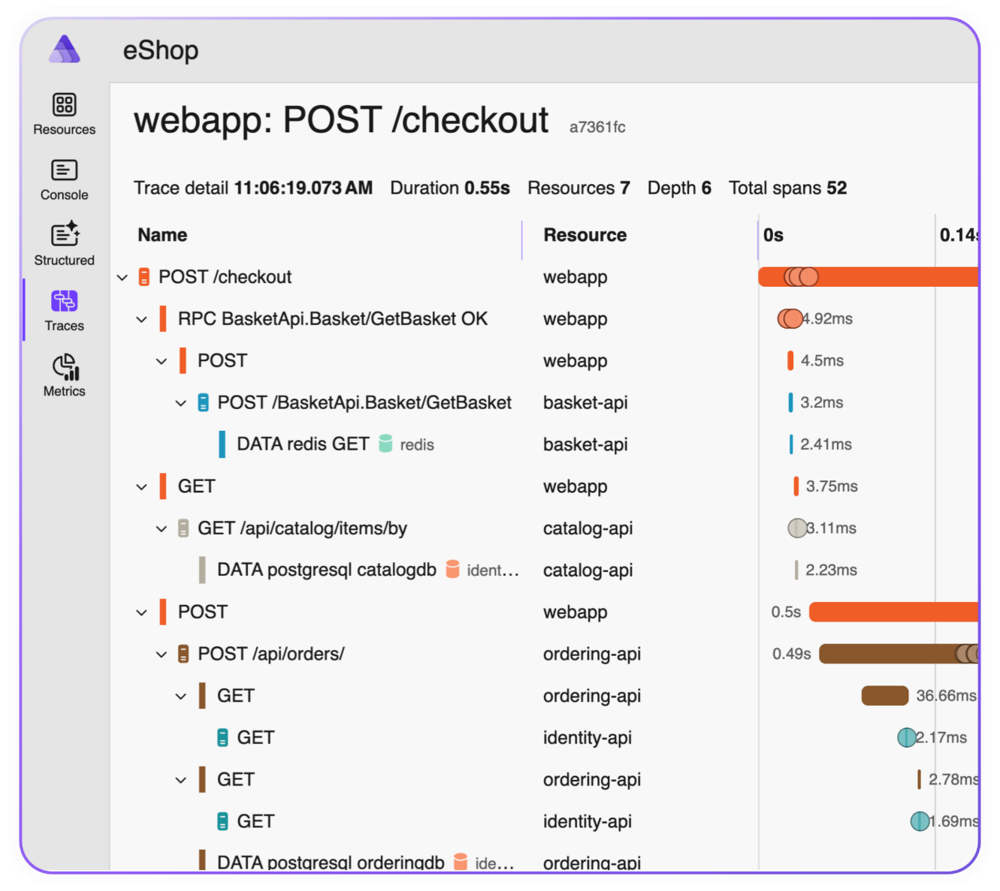 eShop
Resources
Console
Structured
Traces
Metrics
webapp: POST /checkout a7361fc
Trace detail 11:06:19.073 AM Duration 0.55s Resources 7 Depth 6 Total spans 52
Name Resource 0s 0.14s
POST /checkout webapp
RPC BasketApi.Basket/GetBasket OK webapp 4.92ms
POST webapp 4.5ms
POST /BasketApi.Basket/GetBasket basket-api 3.2ms
DATA redis GET redis basket-api 2.41ms
GET webapp 3.75ms
GET /api/catalog/items/by catalog-api 3.11ms
DATA postgresql catalogdb ident... catalog-api 2.23ms
POST webapp 0.5s
POST /api/orders/ ordering-api 0.49s
GET ordering-api 36.66ms
GET identity-api 2.17ms
GET ordering-api 2.78ms
GET identity-api 1.69ms
DATA postgresql orderingdb ide... ordering-api